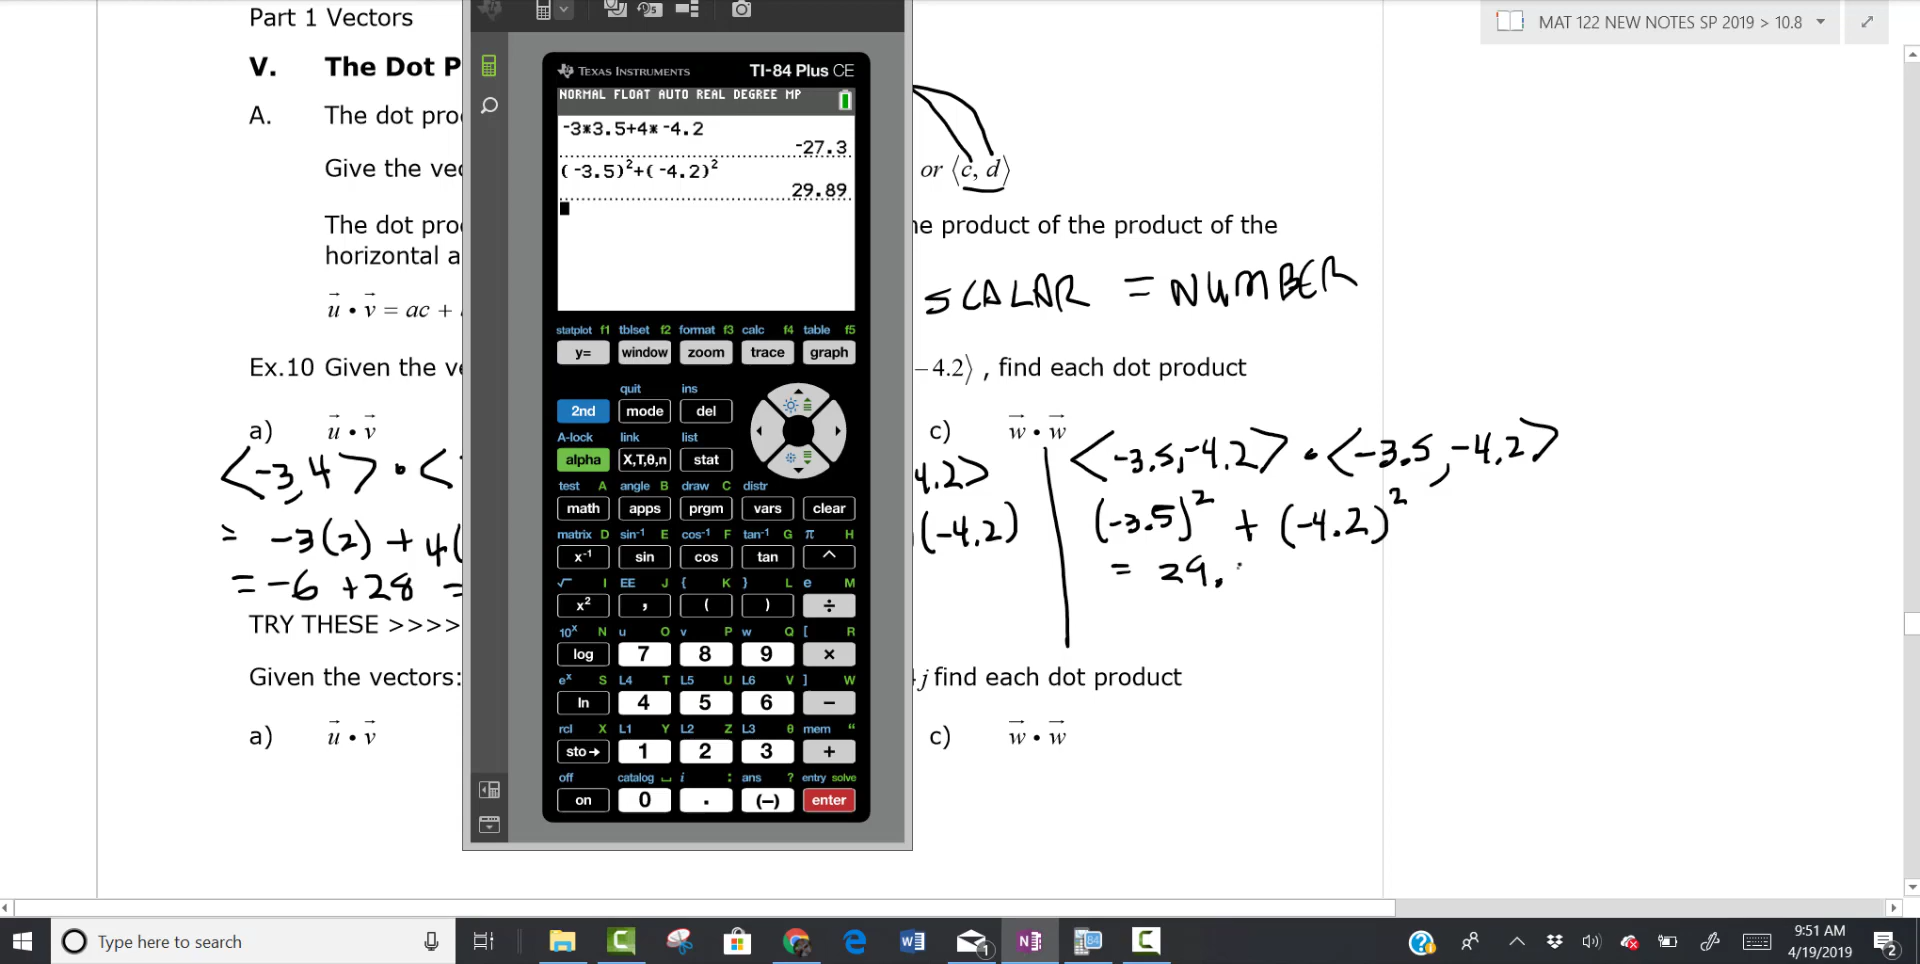 Part 1 Vectors
MAT 122 NEW NOTES SP 2019 > 10.8
V. The Dot P
TEXAS INSTRUMENTS TI-84 Plus CE
NORMAL FLOAT AUTO REAL DEGREE MP
-3*3.5+4*-4.2
-27.3
(-3.5)²+(-4.2)²
29.89
A. The dot pro
Give the vec
or ⟨c, d⟩
The dot pro
he product of the product of the
horizontal a
SCALAR = NUMBER
u • v = ac +
Ex.10 Given the ve
-4.2⟩ , find each dot product
a) u • v
c) w • w
<-3,4> • <
4.2>
<-3.5,-4.2> • <-3.5,-4.2>
= -3(2) + 4(
(-4.2)
(-3.5)² + (-4.2)²
= -6 +28 =
= 29.
TRY THESE >>>>
Given the vectors:
j find each dot product
a) u • v
c) w • w
statplot f1 tblset f2 format f3 calc f4 table f5
y= window zoom trace graph
quit ins
2nd mode del
A-lock link list
alpha X,T,θ,n stat
test A angle B draw C distr
math apps prgm vars clear
matrix D sin⁻¹ E cos⁻¹ F tan⁻¹ G π H
x⁻¹ sin cos tan ^
√ I EE J { K } L e M
x² , ( ) ÷
10ˣ N u O v P w Q [ R
log 7 8 9 ×
eˣ S L4 T L5 U L6 V ] W
ln 4 5 6 −
rcl X L1 Y L2 Z L3 θ mem “
sto→ 1 2 3 +
off catalog ⎵ i : ans ? entry solve
on 0 . (−) enter
Type here to search
1
84
9:51 AM
4/19/2019
2